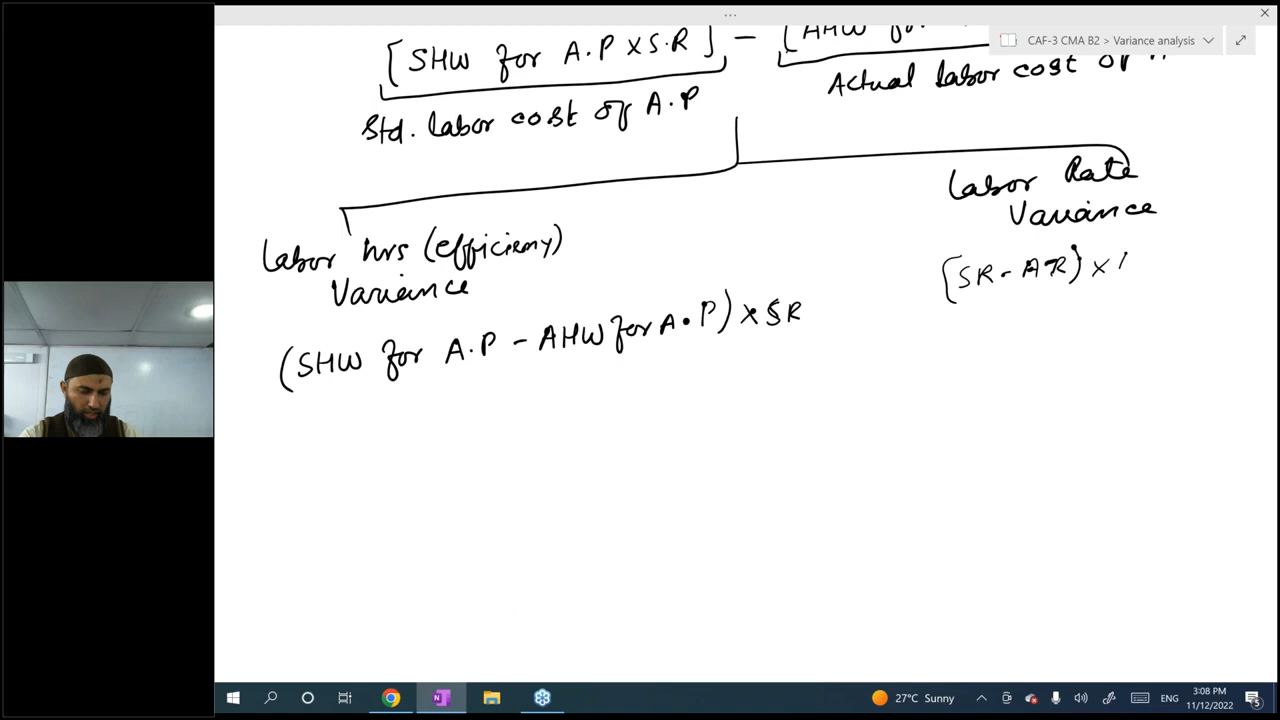 CAF-3 CMA B2 > Variance analysis
[SHW for A.P x S.R] - [AHW for
Std. labor cost of A.P
Actual labor cost of
Labor hrs (efficiency)
Variance
Labor Rate
Variance
(SHW for A.P - AHW for A.P) x SR
[SR - AR) x
27°C Sunny
ENG
3:08 PM
11/12/2022
5